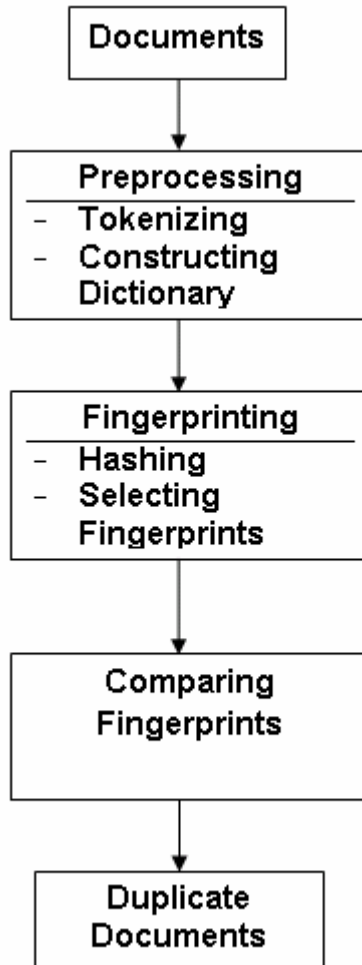 Documents
Preprocessing
- Tokenizing
- Constructing
Dictionary
Fingerprinting
- Hashing
- Selecting
Fingerprints
Comparing
Fingerprints
Duplicate
Documents